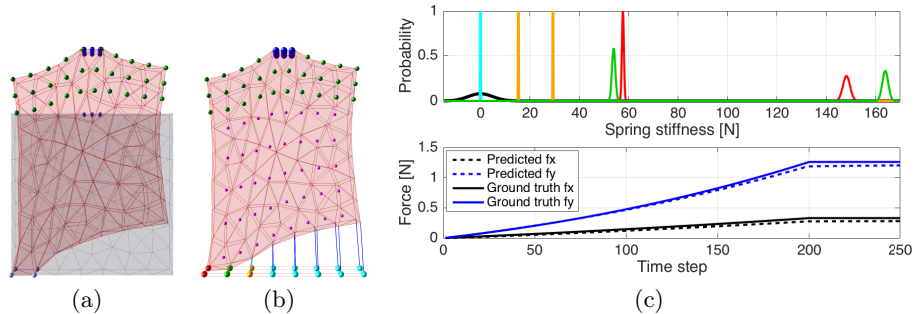 1
0.5
0
Probability
0 20 40 60 80 100 120 140 160
Spring stiffness [N]
1.5
1
0.5
0
Force [N]
Predicted fx
Predicted fy
Ground truth fx
Ground truth fy
0 50 100 150 200 250
Time step
(a) (b) (c)